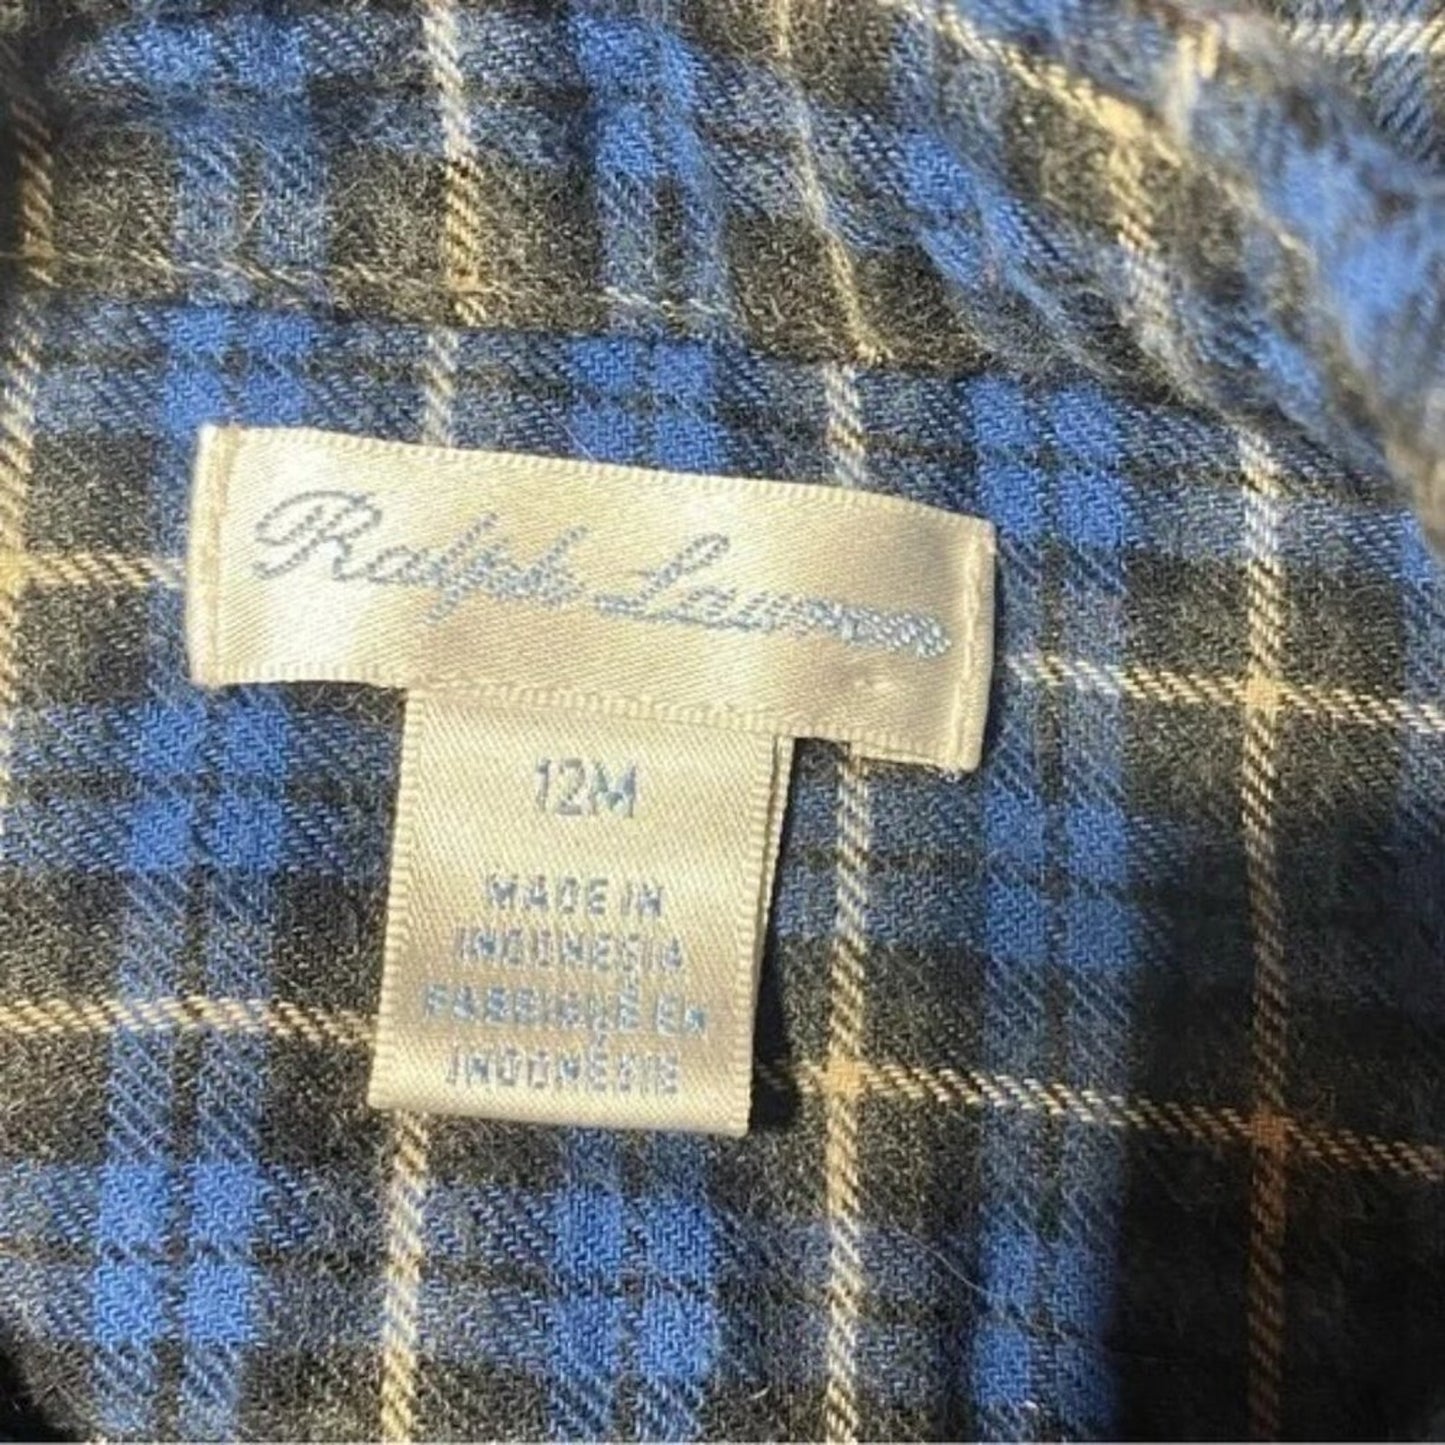 Ralph Lauren
12M
MADE IN
INDONESIA
FABRIQUÉ EN
INDONÉSIE